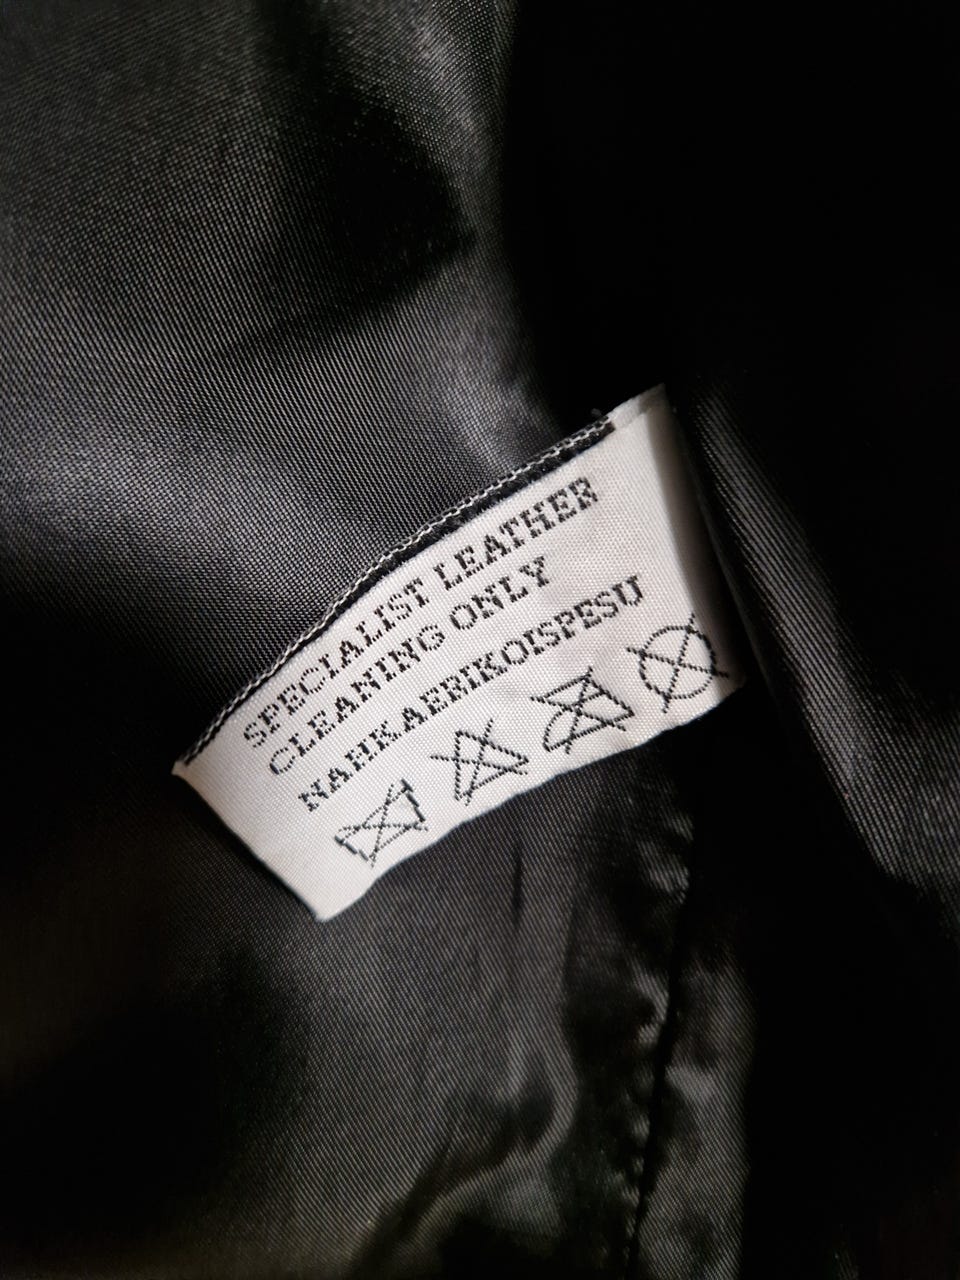 SPECIALIST LEATHER
CLEANING ONLY
NAHKAERIKOISPESU